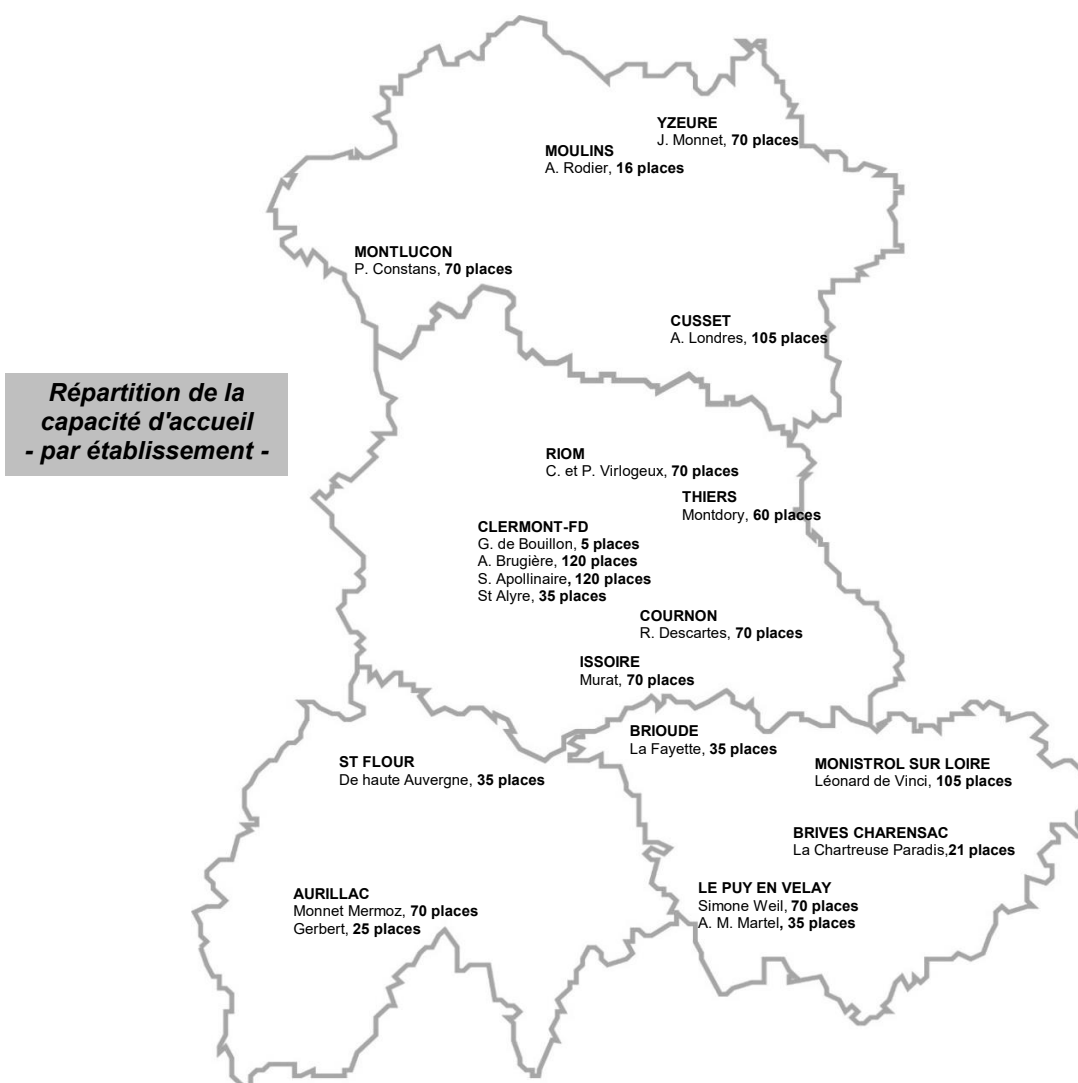 YZEURE
J. Monnet, 70 places
MOULINS
A. Rodier, 16 places
MONTLUCON
P. Constans, 70 places
CUSSET
A. Londres, 105 places
Répartition de la
capacité d'accueil
- par établissement -
RIOM
C. et P. Virlogeux, 70 places
THIERS
Montdory, 60 places
CLERMONT-FD
G. de Bouillon, 5 places
A. Brugière, 120 places
S. Apollinaire, 120 places
St Alyre, 35 places
COURNON
R. Descartes, 70 places
ISSOIRE
Murat, 70 places
BRIOUDE
La Fayette, 35 places
ST FLOUR
De haute Auvergne, 35 places
MONISTROL SUR LOIRE
Léonard de Vinci, 105 places
BRIVES CHARENSAC
La Chartreuse Paradis,21 places
LE PUY EN VELAY
Simone Weil, 70 places
A. M. Martel, 35 places
AURILLAC
Monnet Mermoz, 70 places
Gerbert, 25 places